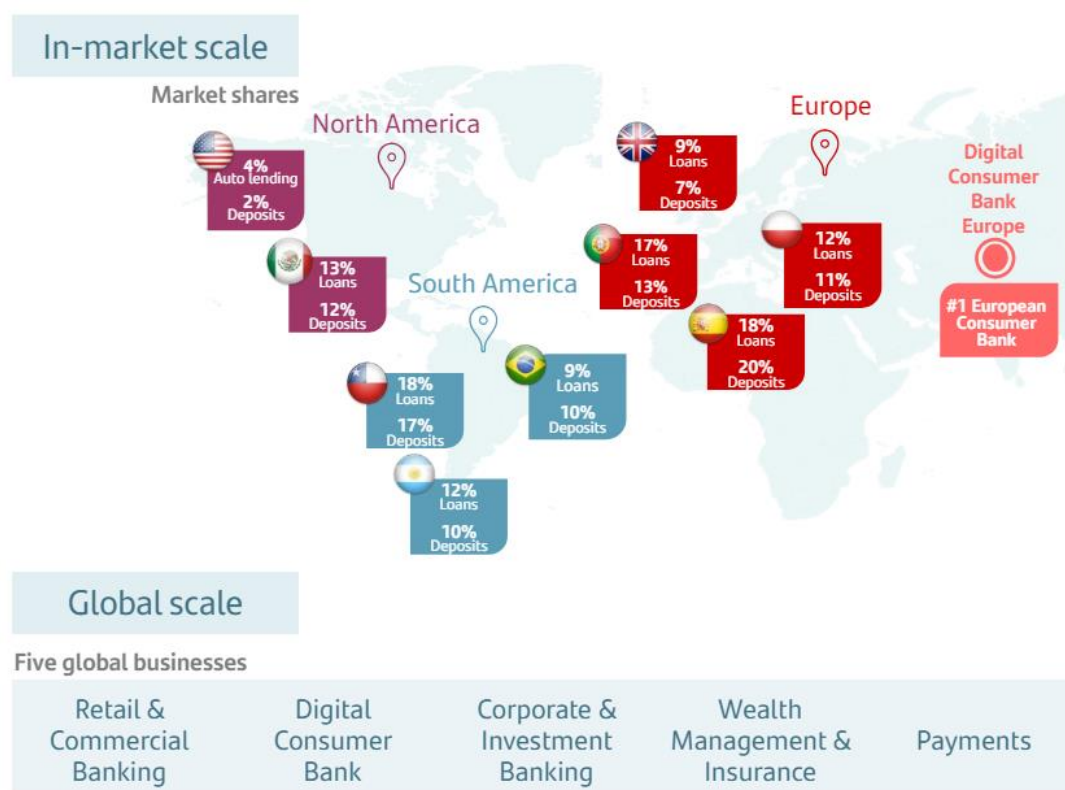 In-market scale
Market shares
North America
4%
Auto lending
2%
Deposits
13%
Loans
12%
Deposits
South America
18%
Loans
17%
Deposits
9%
Loans
10%
Deposits
12%
Loans
10%
Deposits
Europe
9%
Loans
7%
Deposits
17%
Loans
13%
Deposits
12%
Loans
11%
Deposits
18%
Loans
20%
Deposits
Digital
Consumer
Bank
Europe
#1 European
Consumer
Bank
Global scale
Five global businesses
Retail &
Commercial
Banking
Digital
Consumer
Bank
Corporate &
Investment
Banking
Wealth
Management &
Insurance
Payments